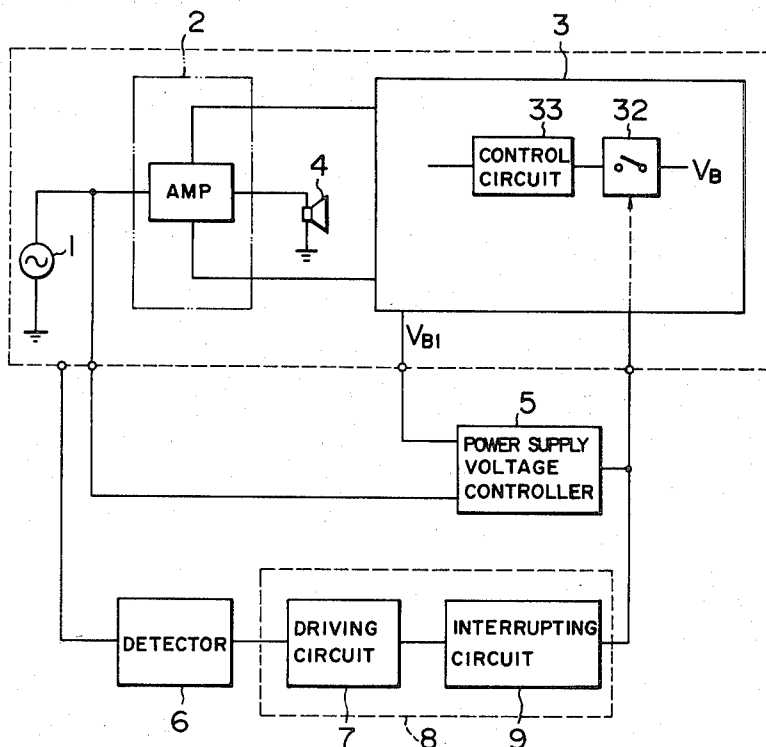 2
3
33
32
CONTROL
CIRCUIT
VB
AMP
4
1
VB1
5
POWER SUPPLY
VOLTAGE
CONTROLLER
DETECTOR
DRIVING
CIRCUIT
INTERRUPTING
CIRCUIT
6
7
8
9